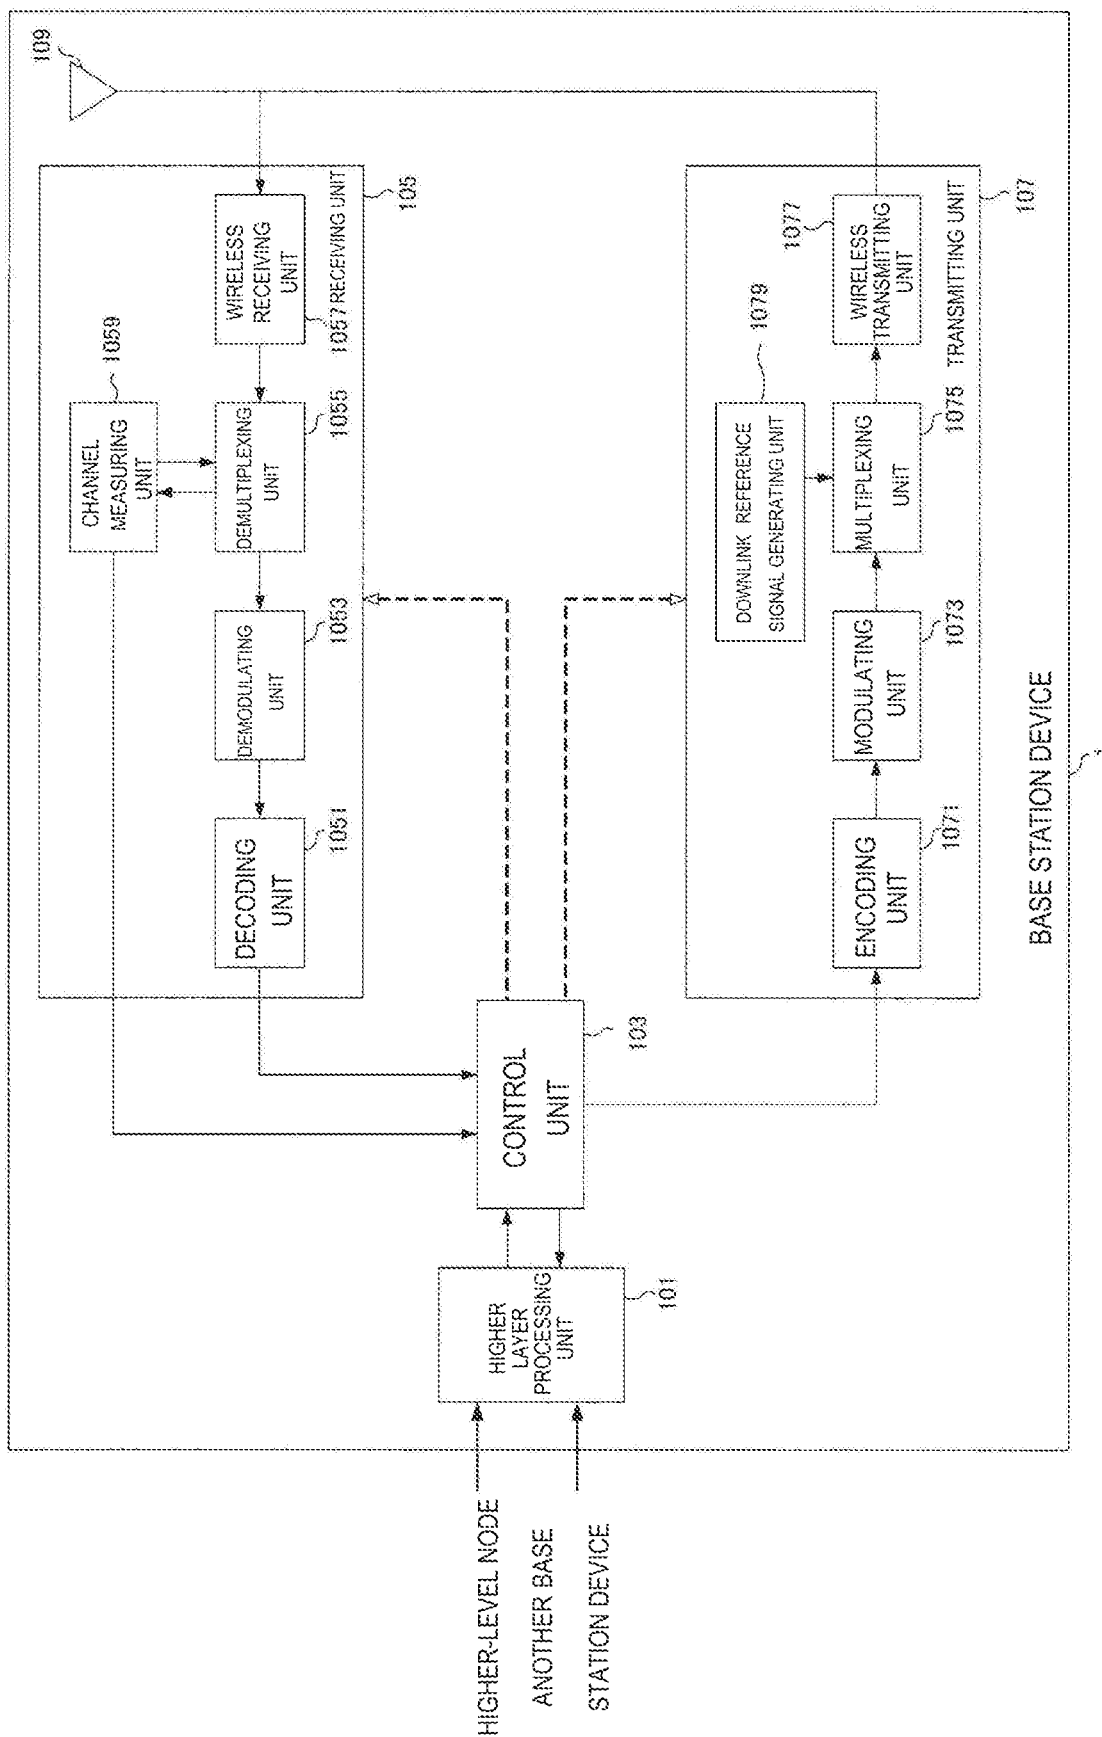 109
CHANNEL
MEASURING
UNIT
1059
WIRELESS
RECEIVING
UNIT
1057
RECEIVING UNIT
105
DEMULTIPLEXING
UNIT
1055
DEMODULATING
UNIT
1053
DECODING
UNIT
1051
HIGHER-LEVEL NODE
ANOTHER BASE
STATION DEVICE
HIGHER
LAYER
PROCESSING
UNIT
101
CONTROL
UNIT
103
DOWNLINK REFERENCE
SIGNAL GENERATING UNIT
1079
ENCODING
UNIT
1071
MODULATING
UNIT
1073
MULTIPLEXING
UNIT
1075
WIRELESS
TRANSMITTING
UNIT
1077
TRANSMITTING UNIT
107
BASE STATION DEVICE